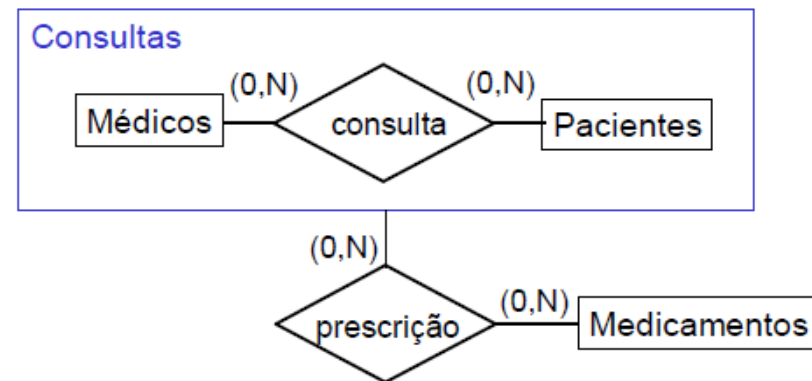 Consultas
(0,N) (0,N)
Médicos consulta Pacientes
(0,N)
(0,N)
prescrição Medicamentos